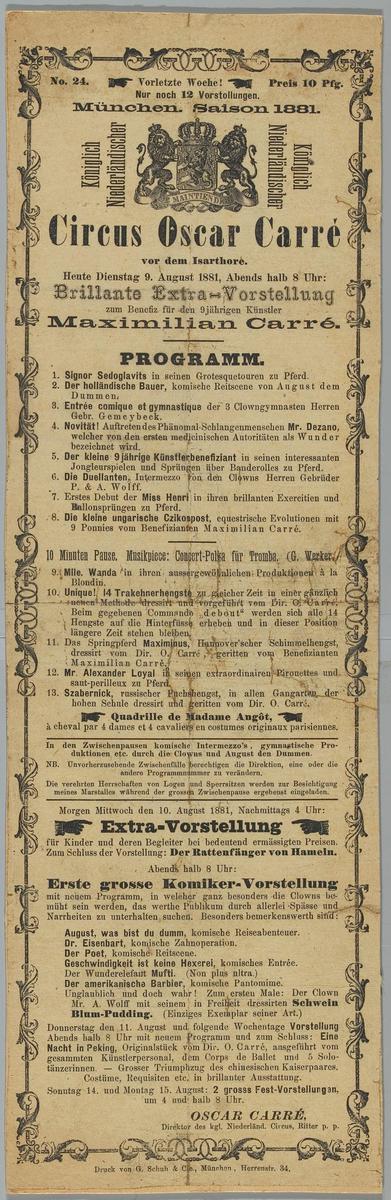 No. 24. Vorletzte Woche! Preis 10 Pfg.
Nur noch 12 Vorstellungen.
München. Saison 1881.
Königlich
Niederländischer
Königlich
Niederländischer
MAINTIENDRAI
Circus Oscar Carré
vor dem Isarthore.
Heute Dienstag 9. August 1881, Abends halb 8 Uhr:
Brillante Extra-Vorstellung
zum Benefiz für den 9jährigen Künstler
Maximilian Carré.
PROGRAMM.
1. Signor Sedoglavits in seinen Grotesquetouren zu Pferd.
2. Der holländische Bauer, komische Reitscene von August dem
Dummen.
3. Entrée comique et gymnastique der 3 Clowngymnasten Herren
Gebr. Gemeybeck.
4. Novität! Auftreten des Phänomal-Schlangenmenschen Mr. Dezano,
welcher von den ersten medicinischen Autoritäten als Wunder
bezeichnet wird.
5. Der kleine 9jährige Künstlerbenefiziant in seinen interessanten
Jongleurspielen und Sprüngen über Banderolles zu Pferd.
6. Die Duellanten, Intermezzo von den Clowns Herren Gebrüder
P. & A. Wolff.
7. Erstes Debut der Miss Henri in ihren brillanten Exercitien und
Ballonsprüngen zu Pferd.
8. Die kleine ungarische Czikospost, equestrische Evolutionen mit
9 Ponnies vom Benefizianten Maximilian Carré.
10 Minuten Pause. Musikpiece: Concert-Polka für Tromba. (G. Werker.)
9. Mlle. Wanda in ihren aussergewöhnlichen Produktionen à la
Blondin.
10. Unique! 14 Trakehnerhengste zu gleicher Zeit in einer gänzlich
neuen Methode dressirt und vorgeführt vom Dir. O. Carré.
Beim gegebenen Commando „debout“ werden sich alle 14
Hengste auf die Hinterfüsse erheben und in dieser Position
längere Zeit stehen bleiben.
11. Das Springpferd Maximinus, Hannover'scher Schimmelhengst,
dressirt vom Dir. O. Carré, geritten vom Benefizianten
Maximilian Carré.
12. Mr. Alexander Loyal in seinen extraordinairen Pirouettes und
saut-perilleux zu Pferd.
13. Szabernick, russischer Fuchshengst, in allen Gangarten der
hohen Schule dressirt und geritten vom Dir. O. Carré.
Quadrille de Madame Angôt,
à cheval par 4 dames et 4 cavaliers en costumes originaux parisiennes.
In den Zwischenpausen komische Intermezzo's, gymnastische Pro-
duktionen etc. durch die Clowns und August den Dummen.
NB. Unvorherzusehende Zwischenfälle berechtigen die Direktion, eine oder die
andere Programmnummer zu verändern.
Die verehrten Herrschaften von Logen und Sperrsitzen werden zur Besichtigung
meines Marstalles während der grossen Zwischenpause ergebenst eingeladen.
Morgen Mittwoch den 10. August 1881, Nachmittags 4 Uhr:
Extra-Vorstellung
für Kinder und deren Begleiter bei bedeutend ermässigten Preisen.
Zum Schluss der Vorstellung: Der Rattenfänger von Hameln.
Abends halb 8 Uhr:
Erste grosse Komiker-Vorstellung
mit neuem Programm, in welcher ganz besonders die Clowns be-
müht sein werden, das werthe Publikum durch allerlei Spässe und
Narrheiten zu unterhalten suchen. Besonders bemerkenswerth sind:
August, was bist du dumm, komische Reiseabenteuer.
Dr. Eisenbart, komische Zahnoperation.
Der Poet, komische Reitscene.
Geschwindigkeit ist keine Hexerei, komisches Entrée.
Der Wunderelefant Mufti. (Non plus ultra.)
Der amerikanische Barbier, komische Pantomime.
Unglaublich und doch wahr! Zum ersten Male: Der Clown
Mr. A. Wolff mit seinem in Freiheit dressirten Schwein
Blum-Pudding. (Einziges Exemplar seiner Art.)
Donnerstag den 11. August und folgende Wochentage Vorstellung
Abends halb 8 Uhr mit neuem Programm und zum Schluss: Eine
Nacht in Peking, Originalstück vom Dir. O. Carré, ausgeführt vom
gesammten Künstlerpersonal, dem Corps de Ballet und 5 Solo-
tänzerinnen. — Grosser Triumphzug des chinesischen Kaiserpaares.
Costüme, Requisiten etc. in brillanter Ausstattung.
Sonntag 14. und Montag 15. August: 2 grosse Fest-Vorstellungen,
um 4 und halb 8 Uhr.
OSCAR CARRÉ,
Direktor des kgl. Niederländ. Circus, Ritter p. p.
Druck von G. Schuh & Cie., München, Herrenstr. 34.